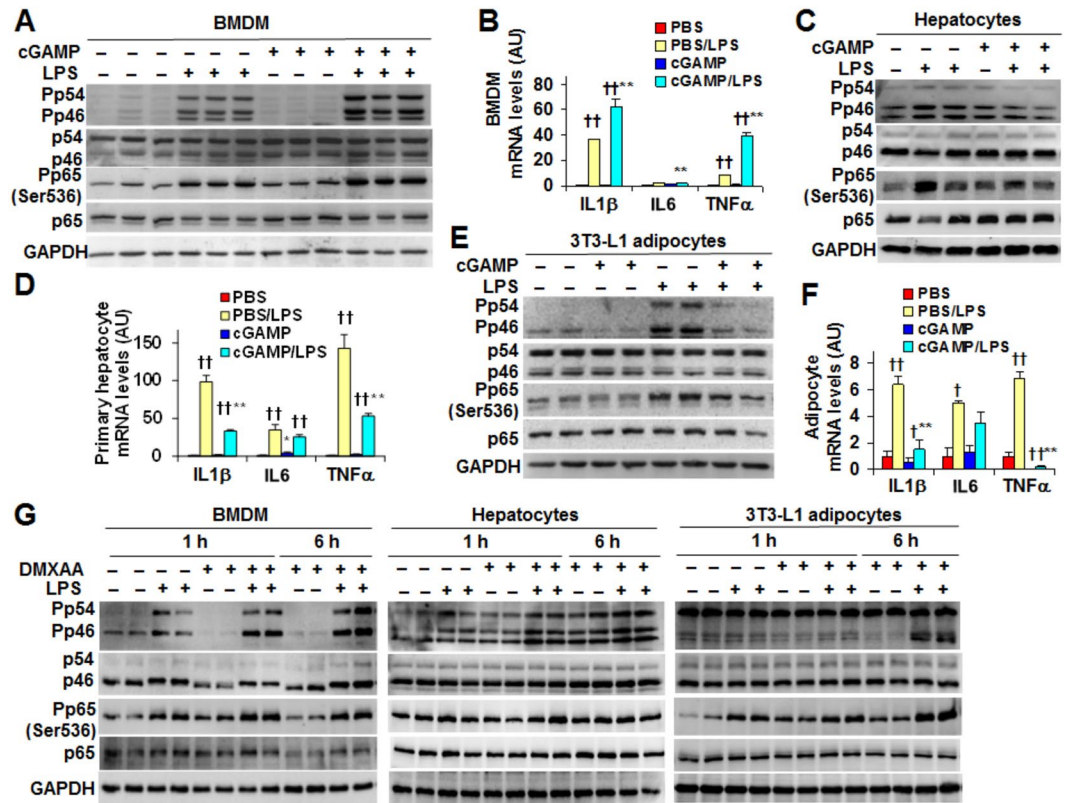 A
BMDM
cGAMP – – – – – – + + + + + +
LPS – – – + + + – – – + + +
Pp54
Pp46
p54
p46
Pp65
(Ser536)
p65
GAPDH
B
PBS
PBS/LPS
cGAMP
cGAMP/LPS
BMDM
mRNA levels (AU)
80
60
40
20
0
††
††**
**
††
††**
IL1β IL6 TNFα
C
Hepatocytes
cGAMP – – – + + +
LPS – + + – + +
Pp54
Pp46
p54
p46
Pp65
(Ser536)
p65
GAPDH
D
PBS
PBS/LPS
cGAMP
cGAMP/LPS
Primary hepatocyte
mRNA levels (AU)
150
100
50
0
††
††**
††
*
††
††
††**
IL1β IL6 TNFα
E
3T3-L1 adipocytes
cGAMP – – + + – – + +
LPS – – – – + + + +
Pp54
Pp46
p54
p46
Pp65
(Ser536)
p65
GAPDH
F
PBS
PBS/LPS
cGAMP
cGAMP/LPS
Adipocyte
mRNA levels (AU)
8
6
4
2
0
††
†**
†
††
††**
IL1β IL6 TNFα
G
BMDM
1 h 6 h
Hepatocytes
1 h 6 h
3T3-L1 adipocytes
1 h 6 h
DMXAA – – – – + + + + + + + + – – – – + + + + + + + + – – – – + + + + + + + +
LPS – – + + – – + + – – + + – – + + – – + + – – + + – – + + – – + + – – + +
Pp54
Pp46
p54
p46
Pp65
(Ser536)
p65
GAPDH